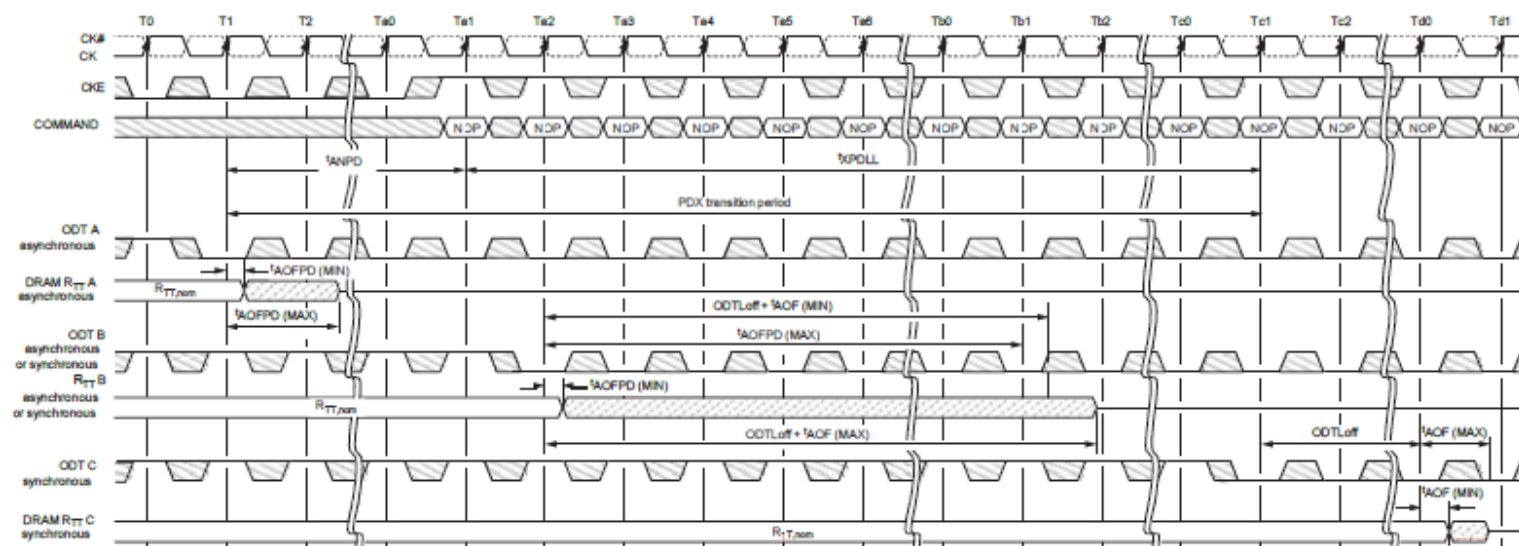 T0 T1 T2 Ta0 Ta1 Ta2 Ta3 Ta4 Ta5 Ta6 Tb0 Tb1 Tb2 Tc0 Tc1 Tc2 Td0 Td1
CK#
CK
CKE
COMMAND NOP NOP NOP NOP NOP NOP NOP NOP NOP NOP NOP NOP NOP NOP
tANPD tXPDLL
PDX transition period
ODT A
asynchronous
tAOFPD (MIN)
DRAM RTT A
asynchronous
RTT,nom
ODTLoff + tAOF (MIN)
tAOFPD (MAX)
tAOFPD (MAX)
ODT B
asynchronous
or synchronous
RTT B
asynchronous
or synchronous
tAOFPD (MIN)
RTT,nom
ODTLoff + tAOF (MAX) ODTLoff tAOF (MAX)
ODT C
synchronous
tAOF (MIN)
DRAM RTT C
synchronous
RTT,nom